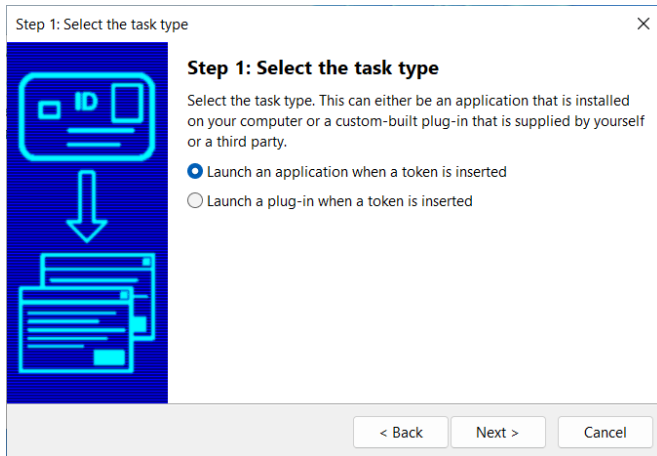 Step 1: Select the task type
ID
Step 1: Select the task type
Select the task type. This can either be an application that is installed
on your computer or a custom-built plug-in that is supplied by yourself
or a third party.
Launch an application when a token is inserted
Launch a plug-in when a token is inserted
< Back
Next >
Cancel